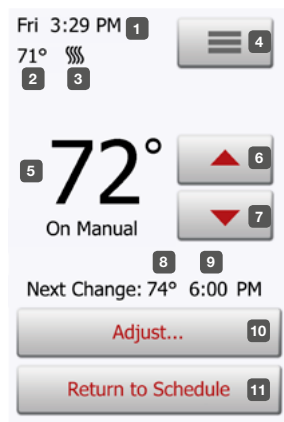 Fri 3:29 PM 1
4
71°
2 3
5 72° 6
On Manual 7
8 9
Next Change: 74° 6:00 PM
Adjust... 10
Return to Schedule 11